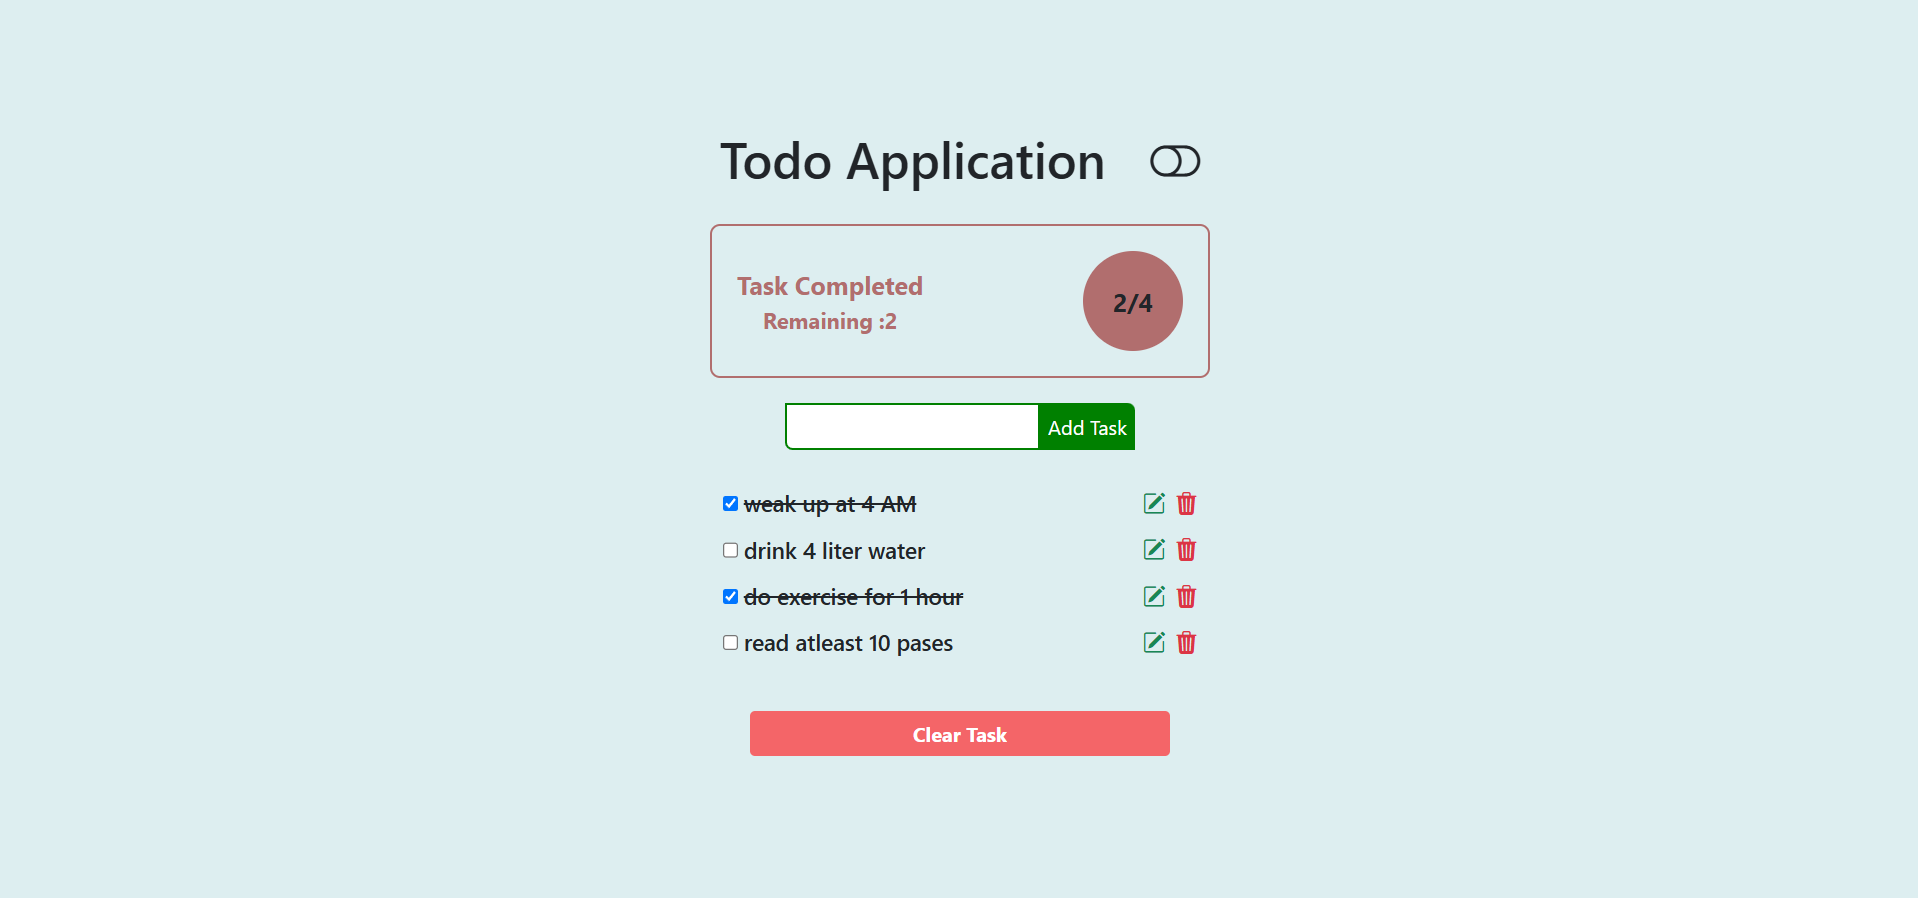 Todo Application
Task Completed
Remaining :2
2/4
Add Task
weak up at 4 AM
drink 4 liter water
do exercise for 1 hour
read atleast 10 pases
Clear Task